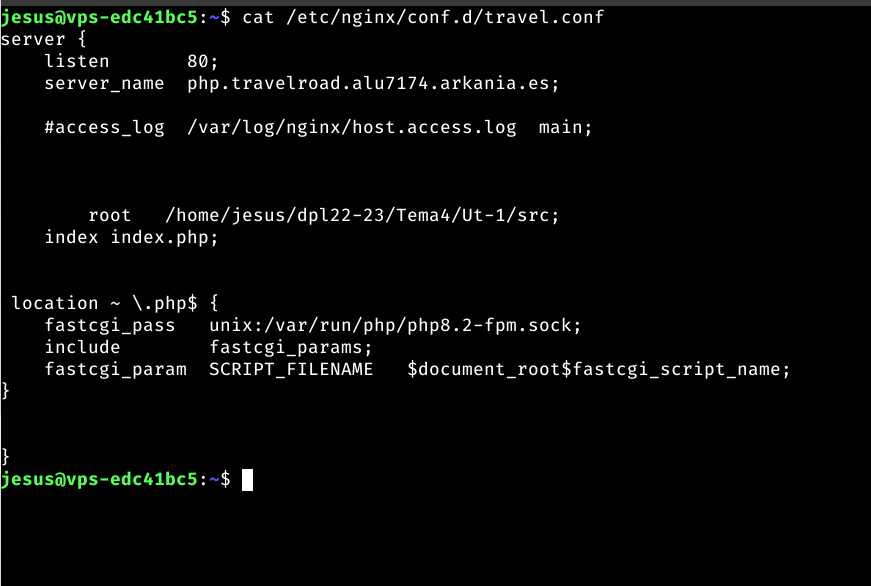 jesus@vps-edc41bc5:~$ cat /etc/nginx/conf.d/travel.conf
server {
    listen       80;
    server_name  php.travelroad.alu7174.arkania.es;
    #access_log  /var/log/nginx/host.access.log  main;
        root   /home/jesus/dpl22-23/Tema4/Ut-1/src;
    index index.php;
 location ~ \.php$ {
    fastcgi_pass   unix:/var/run/php/php8.2-fpm.sock;
    include        fastcgi_params;
    fastcgi_param  SCRIPT_FILENAME   $document_root$fastcgi_script_name;
}
}
jesus@vps-edc41bc5:~$